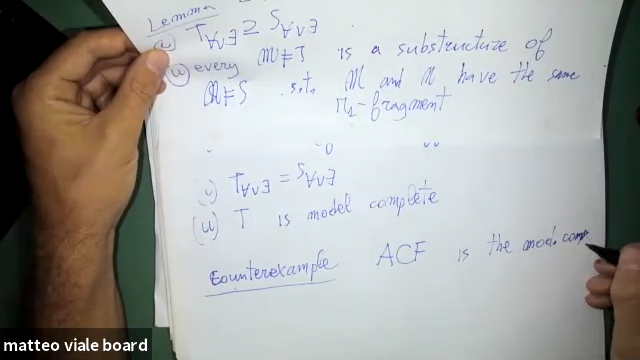 Lemma
(i) T∀∨∃ ⊇ S∀∨∃
(ii) every M ⊨ T is a substructure of
N ⊨ S s.t. M and N have the same
Π1-fragment
(i) T∀∨∃ = S∀∨∃
(ii) T is model complete
Counterexample ACF is the mod. comp
matteo viale board